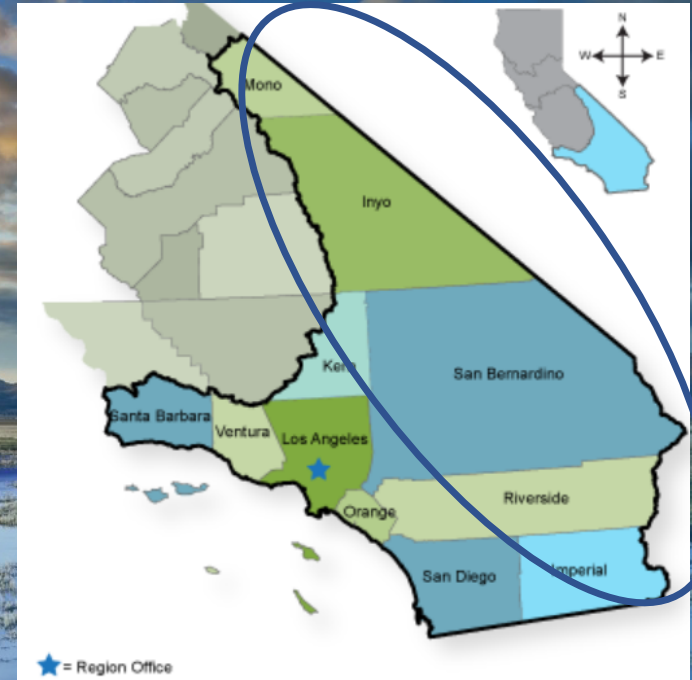 N
W E
S
Mono
Inyo
Kern
San Bernardino
Santa Barbara
Ventura
Los Angeles
Orange
Riverside
San Diego
Imperial
= Region Office